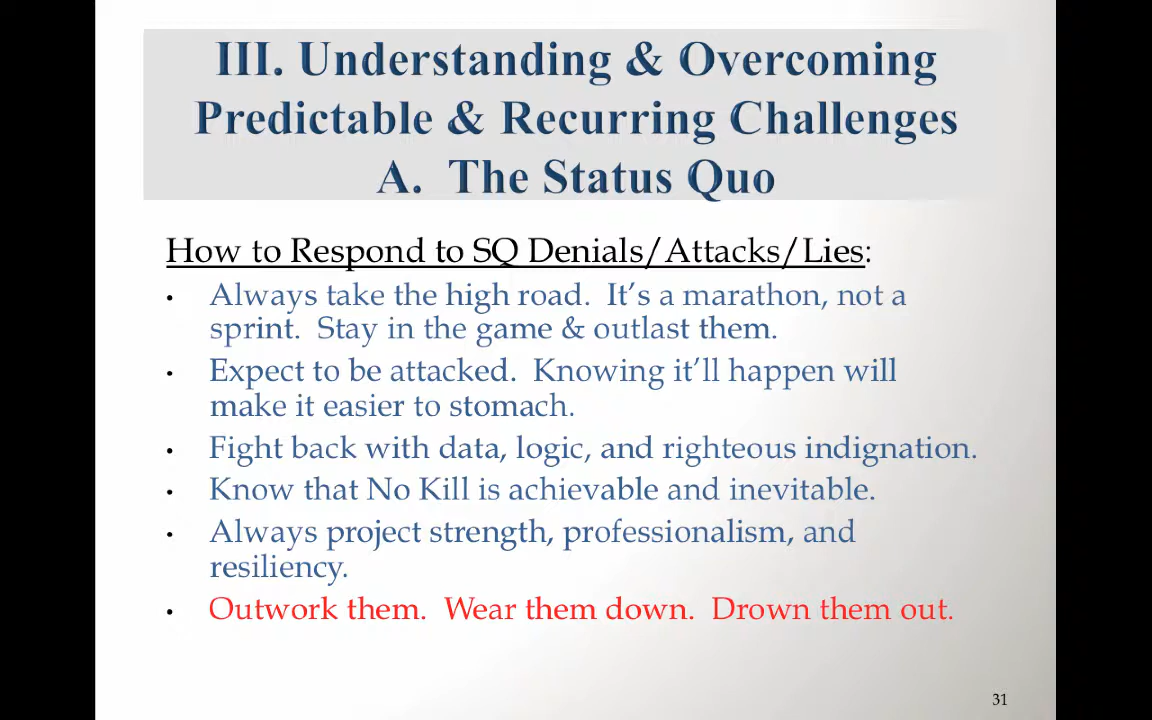 III. Understanding & Overcoming
Predictable & Recurring Challenges
A. The Status Quo
How to Respond to SQ Denials/Attacks/Lies:
• Always take the high road. It’s a marathon, not a
sprint. Stay in the game & outlast them.
• Expect to be attacked. Knowing it’ll happen will
make it easier to stomach.
• Fight back with data, logic, and righteous indignation.
• Know that No Kill is achievable and inevitable.
• Always project strength, professionalism, and
resiliency.
• Outwork them. Wear them down. Drown them out.
31